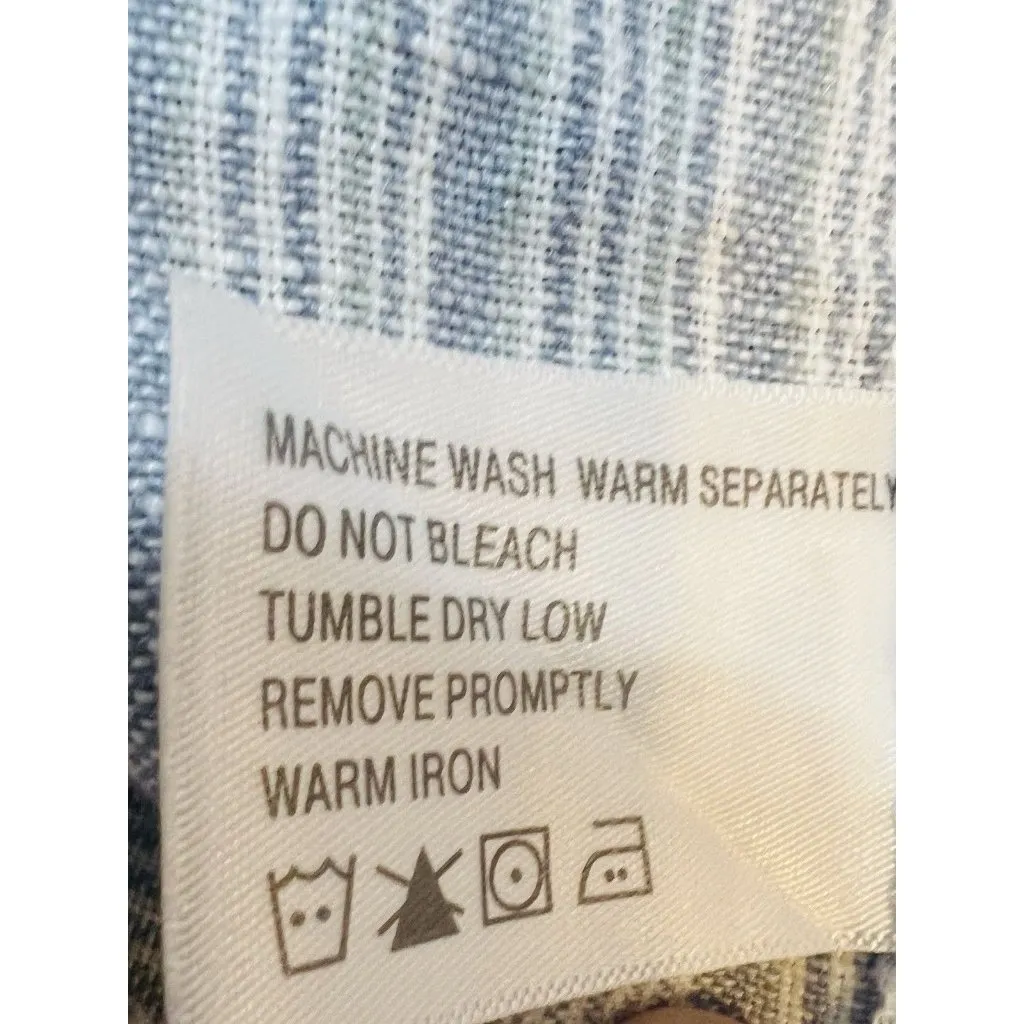 MACHINE WASH WARM SEPARATELY
DO NOT BLEACH
TUMBLE DRY LOW
REMOVE PROMPTLY
WARM IRON